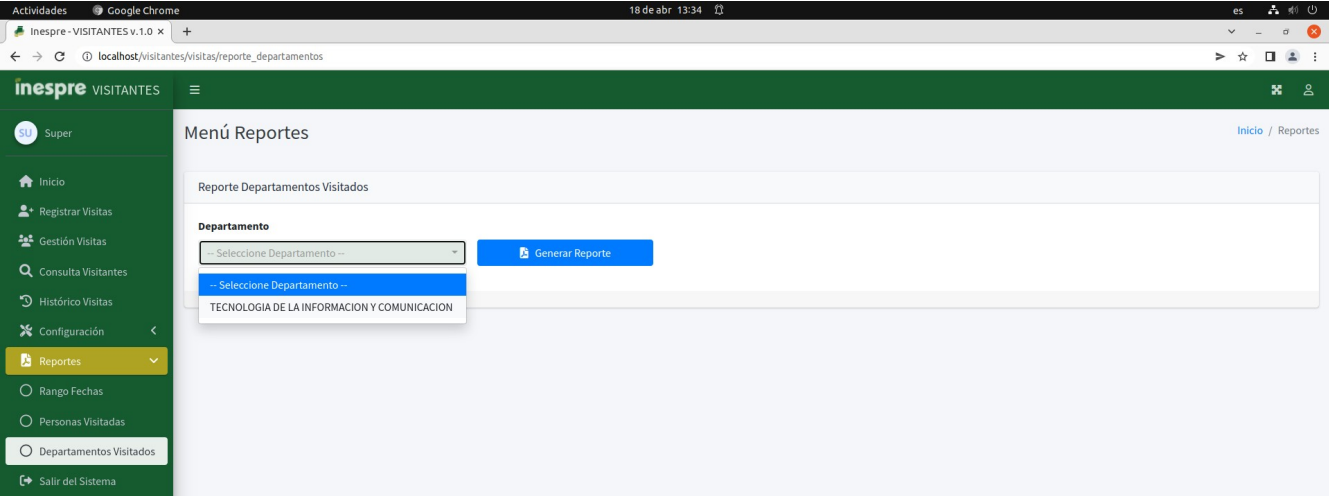 Actividades Google Chrome 18 de abr 13:34 es
Inespre - VISITANTES v.1.0 × +
localhost/visitantes/visitas/reporte_departamentos
inespre VISITANTES
SU Super
Menú Reportes
Inicio / Reportes
Inicio
Registrar Visitas
Gestión Visitas
Consulta Visitantes
Histórico Visitas
Configuración
Reportes
Rango Fechas
Personas Visitadas
Departamentos Visitados
Salir del Sistema
Reporte Departamentos Visitados
Departamento
-- Seleccione Departamento --
Generar Reporte
-- Seleccione Departamento --
TECNOLOGIA DE LA INFORMACION Y COMUNICACION